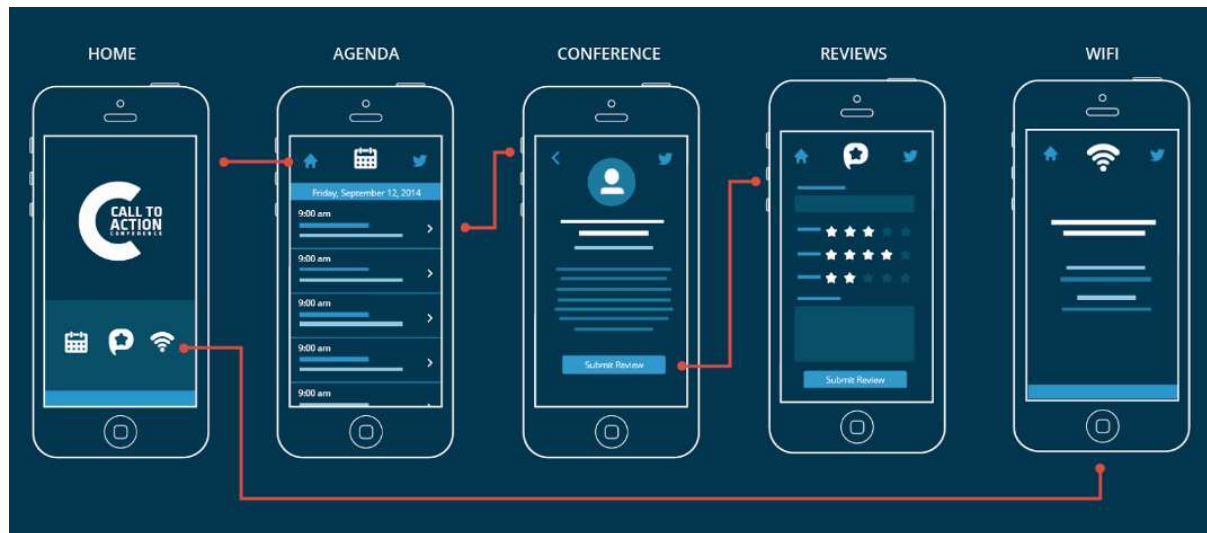 HOME
AGENDA
CONFERENCE
REVIEWS
WIFI
CALL TO
ACTION
CONFERENCE
Friday, September 12, 2014
9:00 am
9:00 am
9:00 am
9:00 am
9:00 am
Submit Review
Submit Review